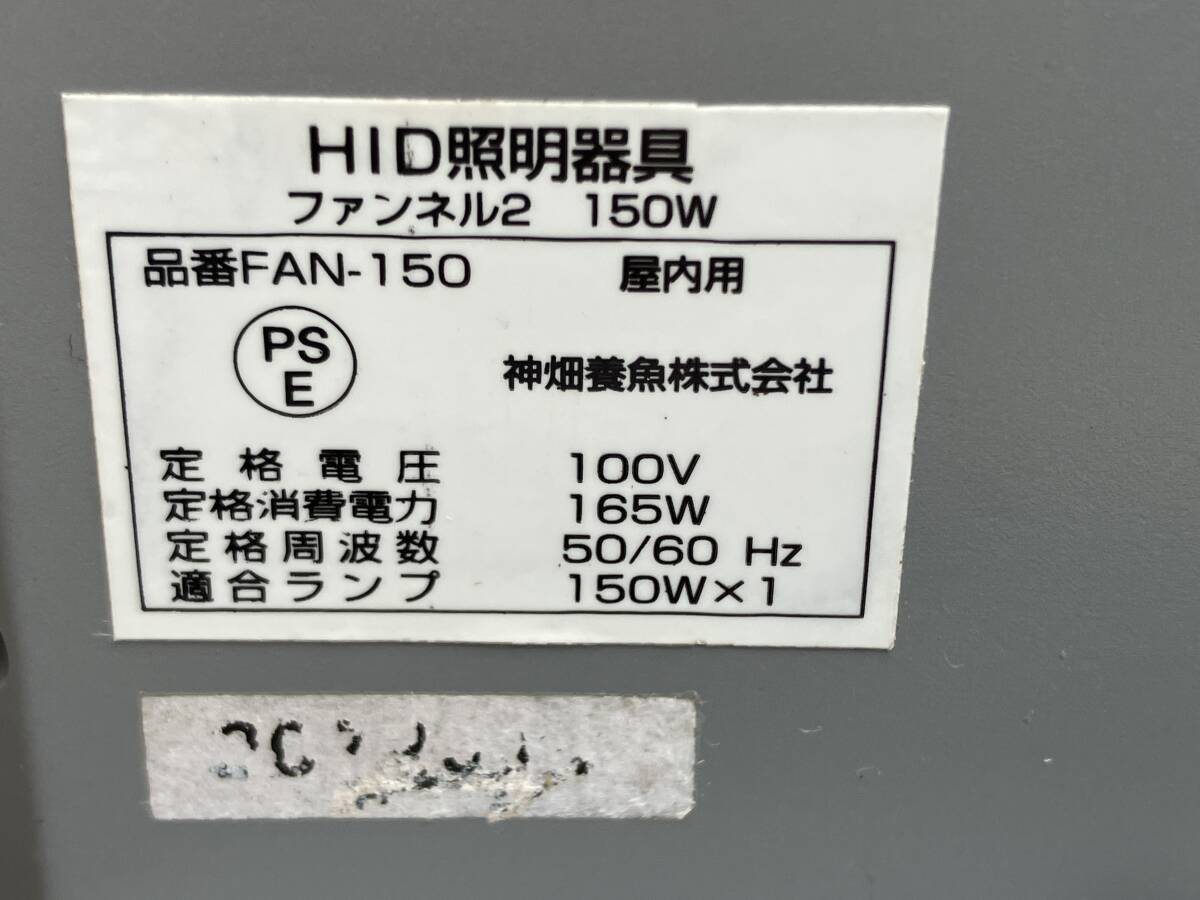 HID照明器具
ファンネル2 150W
品番FAN-150 屋内用
PS
E
神畑養魚株式会社
定格電圧 100V
定格消費電力 165W
定格周波数 50/60 Hz
適合ランプ 150W×1